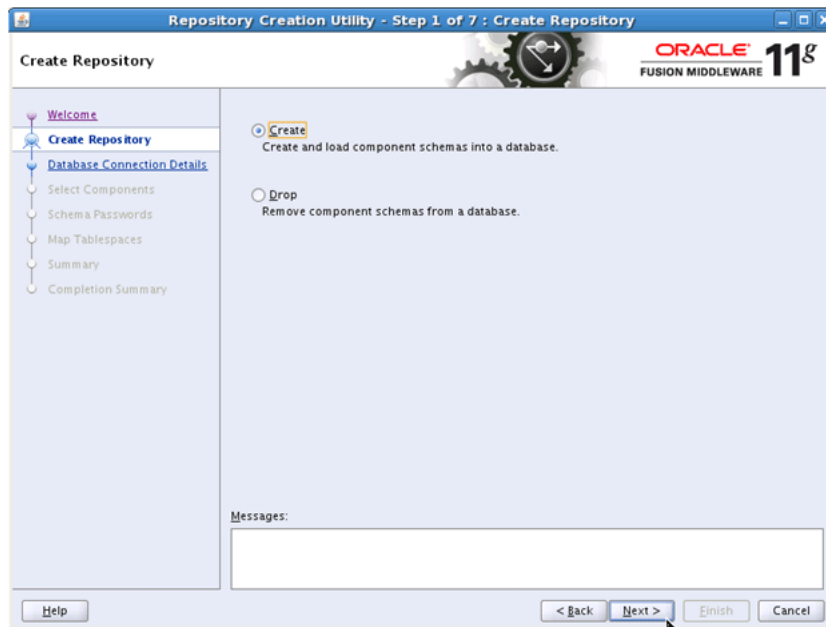 Repository Creation Utility - Step 1 of 7 : Create Repository
Create Repository
ORACLE
FUSION MIDDLEWARE
11g
Welcome
Create Repository
Database Connection Details
Select Components
Schema Passwords
Map Tablespaces
Summary
Completion Summary
Create
Create and load component schemas into a database.
Drop
Remove component schemas from a database.
Messages:
Help
< Back
Next >
Finish
Cancel